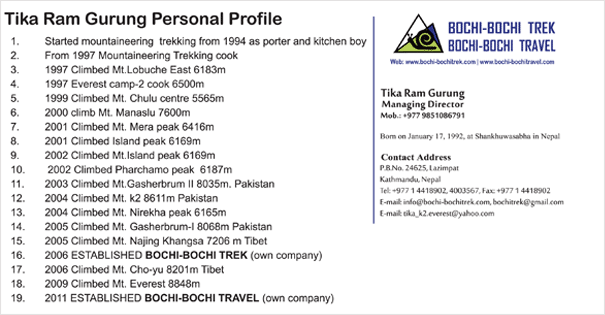 Tika Ram Gurung Personal Profile
1. Started mountaineering trekking from 1994 as porter and kitchen boy
2. From 1997 Mountaineering Trekking cook
3. 1997 Climbed Mt.Lobuche East 6183m
4. 1997 Everest camp-2 cook 6500m
5. 1999 Climbed Mt. Chulu centre 5565m
6. 2000 climb Mt. Manaslu 7600m
7. 2001 Climbed Mt. Mera peak 6416m
8. 2001 Climbed Island peak 6169m
9. 2002 Climbed Mt.Island peak 6169m
10. 2002 Climbed Pharchamo peak 6187m
11. 2003 Climbed Mt.Gasherbrum II 8035m. Pakistan
12. 2004 Climbed Mt. k2 8611m Pakistan
13. 2004 Climbed Mt. Nirekha peak 6165m
14. 2005 Climbed Mt. Gasherbrum-I 8068m Pakistan
15. 2005 Climbed Mt. Najing Khangsa 7206 m Tibet
16. 2006 ESTABLISHED BOCHI-BOCHI TREK (own company)
17. 2006 Climbed Mt. Cho-yu 8201m Tibet
18. 2009 Climbed Mt. Everest 8848m
19. 2011 ESTABLISHED BOCHI-BOCHI TRAVEL (own company)
BOCHI-BOCHI TREK
BOCHI-BOCHI TRAVEL
Web: www.bochi-bochitrek.com | www.bochi-bochitravel.com
Tika Ram Gurung
Managing Director
Mob.: +977 9851086791
Born on January 17, 1992, at Shankhuwasabha in Nepal
Contact Address
P.B.No. 24625, Lazimpat
Kathmandu, Nepal
Tel: +977 1 4418902, 4003567, Fax: +977 1 4418902
E-mail: info@bochi-bochitrek.com, bochitrek@gmail.com
E-mail: tika_k2.everest@yahoo.com